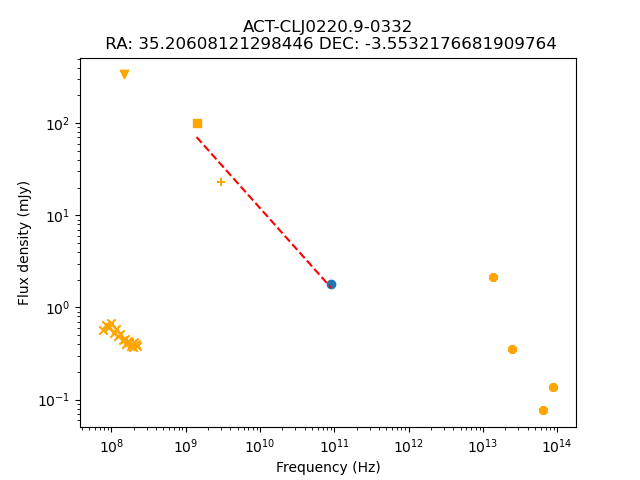 ACT-CLJ0220.9-0332
RA: 35.20608121298446 DEC: -3.5532176681909764
Flux density (mJy)
10²
10¹
10⁰
10⁻¹
10⁸ 10⁹ 10¹⁰ 10¹¹ 10¹² 10¹³ 10¹⁴
Frequency (Hz)